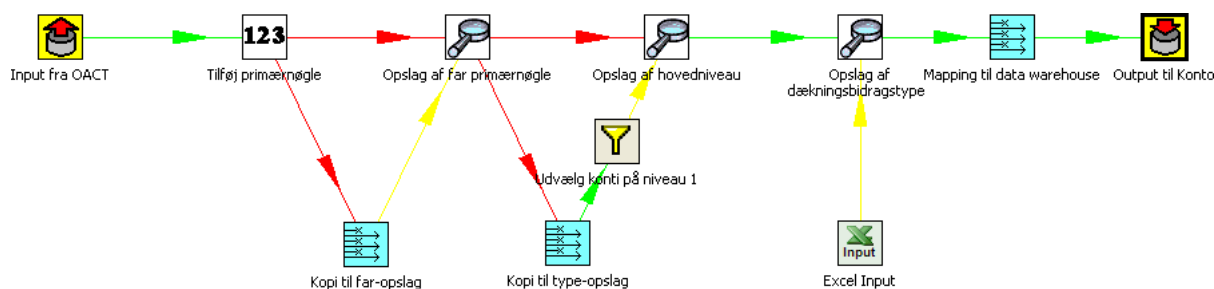 123
Input fra OACT
Tilføj primærnøgle
Opslag af far primærnøgle
Opslag af hovedniveau
Opslag af
dækningsbidragstype
Mapping til data warehouse
Output til Konto
Udvælg konti på niveau 1
Input
Kopi til far-opslag
Kopi til type-opslag
Excel Input